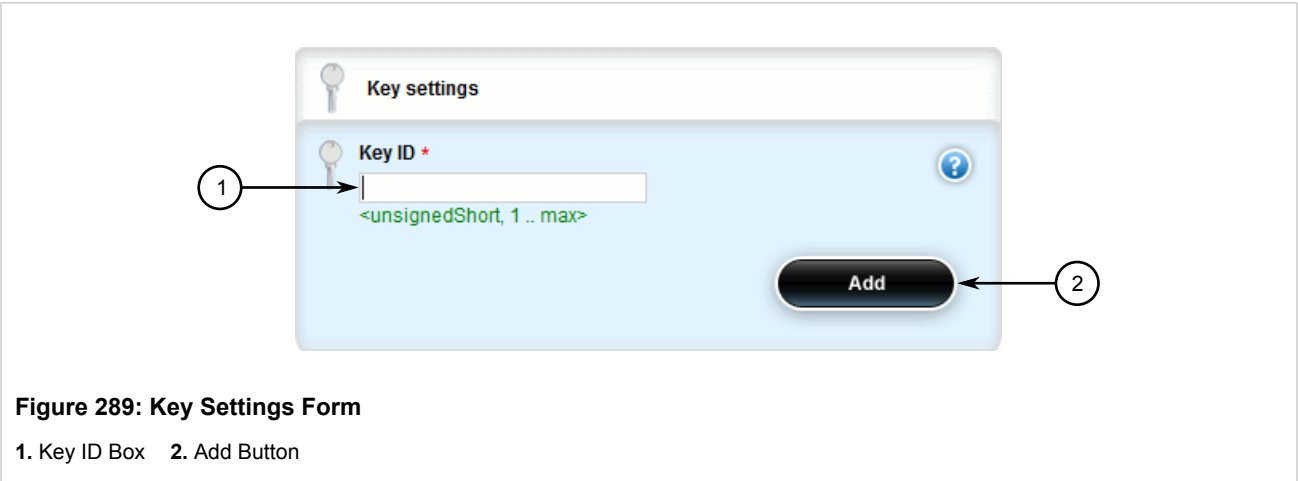 Key settings
Key ID *
1
<unsignedShort, 1 .. max>
?
Add
2
Figure 289: Key Settings Form
1. Key ID Box 2. Add Button